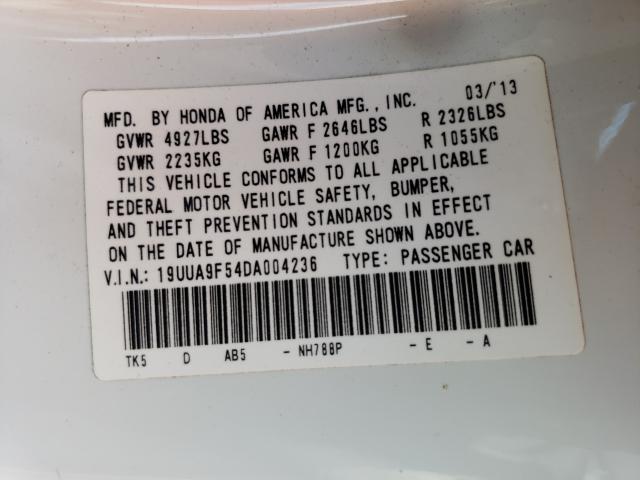 MFD. BY HONDA OF AMERICA MFG., INC. 03/'13
GVWR 4927LBS GAWR F 2646LBS R 2326LBS
GVWR 2235KG GAWR F 1200KG R 1055KG
THIS VEHICLE CONFORMS TO ALL APPLICABLE
FEDERAL MOTOR VEHICLE SAFETY, BUMPER,
AND THEFT PREVENTION STANDARDS IN EFFECT
ON THE DATE OF MANUFACTURE SHOWN ABOVE.
V.I.N.: 19UUA9F54DA004236 TYPE: PASSENGER CAR
TK5 D AB5 - NH788P - E - A